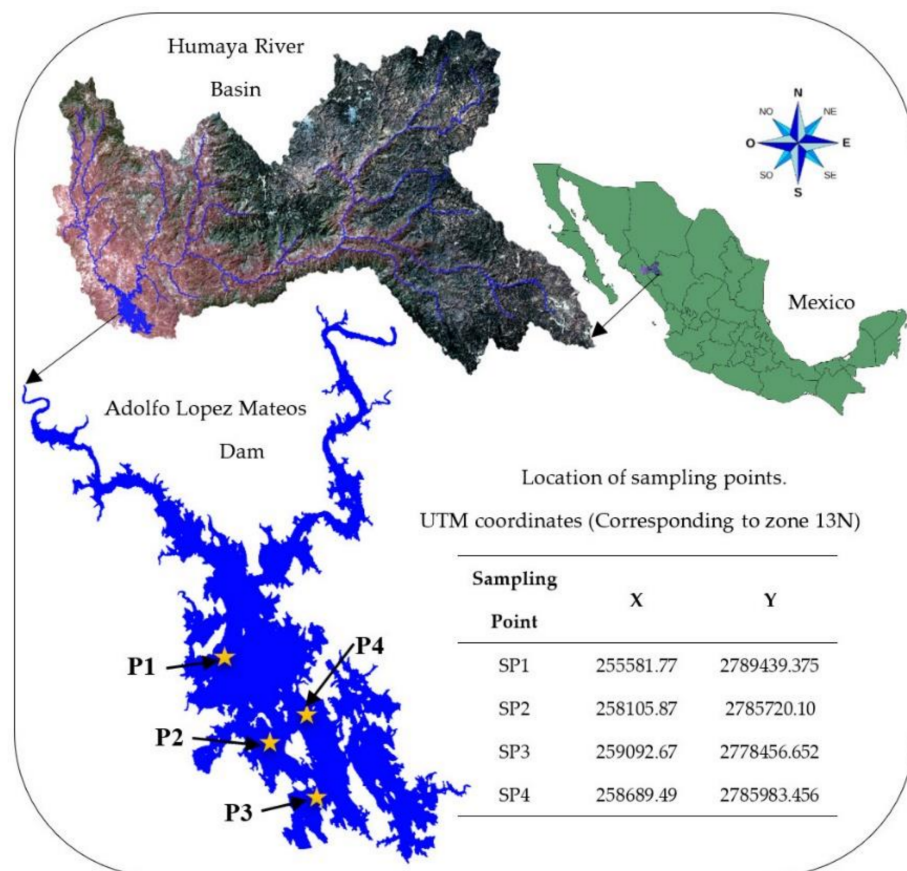 Humaya River
Basin
N
NO
NE
O
E
SO
SE
S
Mexico
Adolfo Lopez Mateos
Dam
Location of sampling points.
UTM coordinates (Corresponding to zone 13N)
Sampling
Point
X
Y
SP1 255581.77 2789439.375
SP2 258105.87 2785720.10
SP3 259092.67 2778456.652
SP4 258689.49 2785983.456
P1
P4
P2
P3